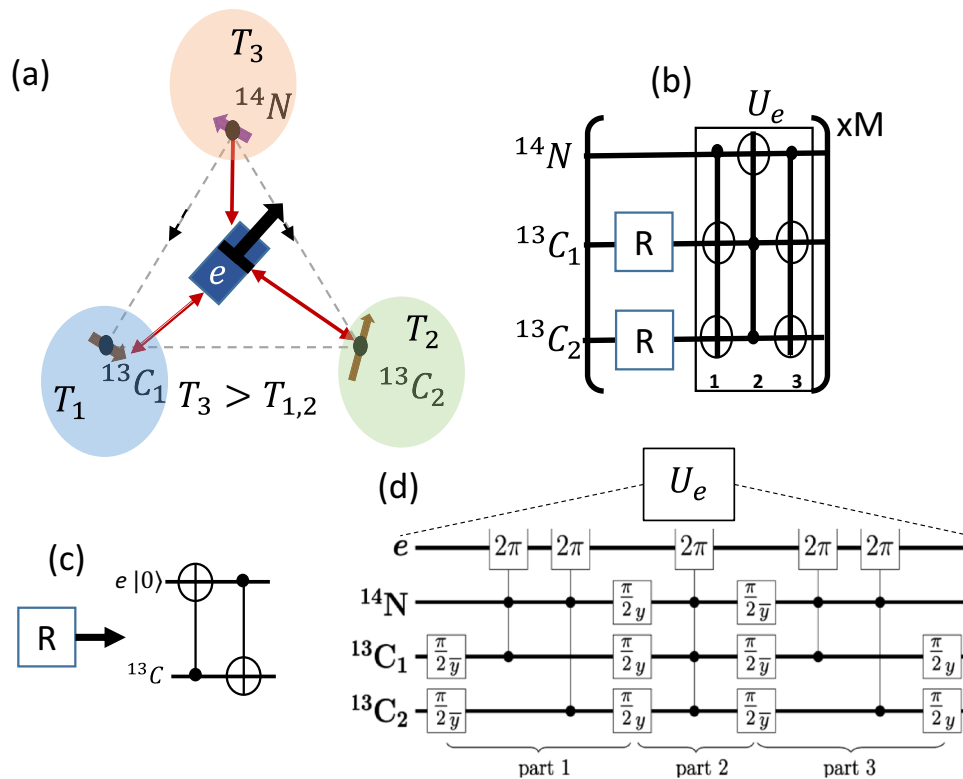 (a)
T₃
¹⁴N
e
T₁
¹³C₁
T₃ > T₁,₂
T₂
¹³C₂
(b)
Uₑ
xM
¹⁴N
¹³C₁
R
¹³C₂
R
1 2 3
(c)
R
e |0⟩
¹³C
(d)
Uₑ
e
2π 2π 2π 2π 2π
¹⁴N
π/2 y π/2 ȳ
¹³C₁
π/2 ȳ π/2 y π/2 ȳ π/2 y
¹³C₂
π/2 ȳ π/2 y π/2 ȳ π/2 y
part 1 part 2 part 3